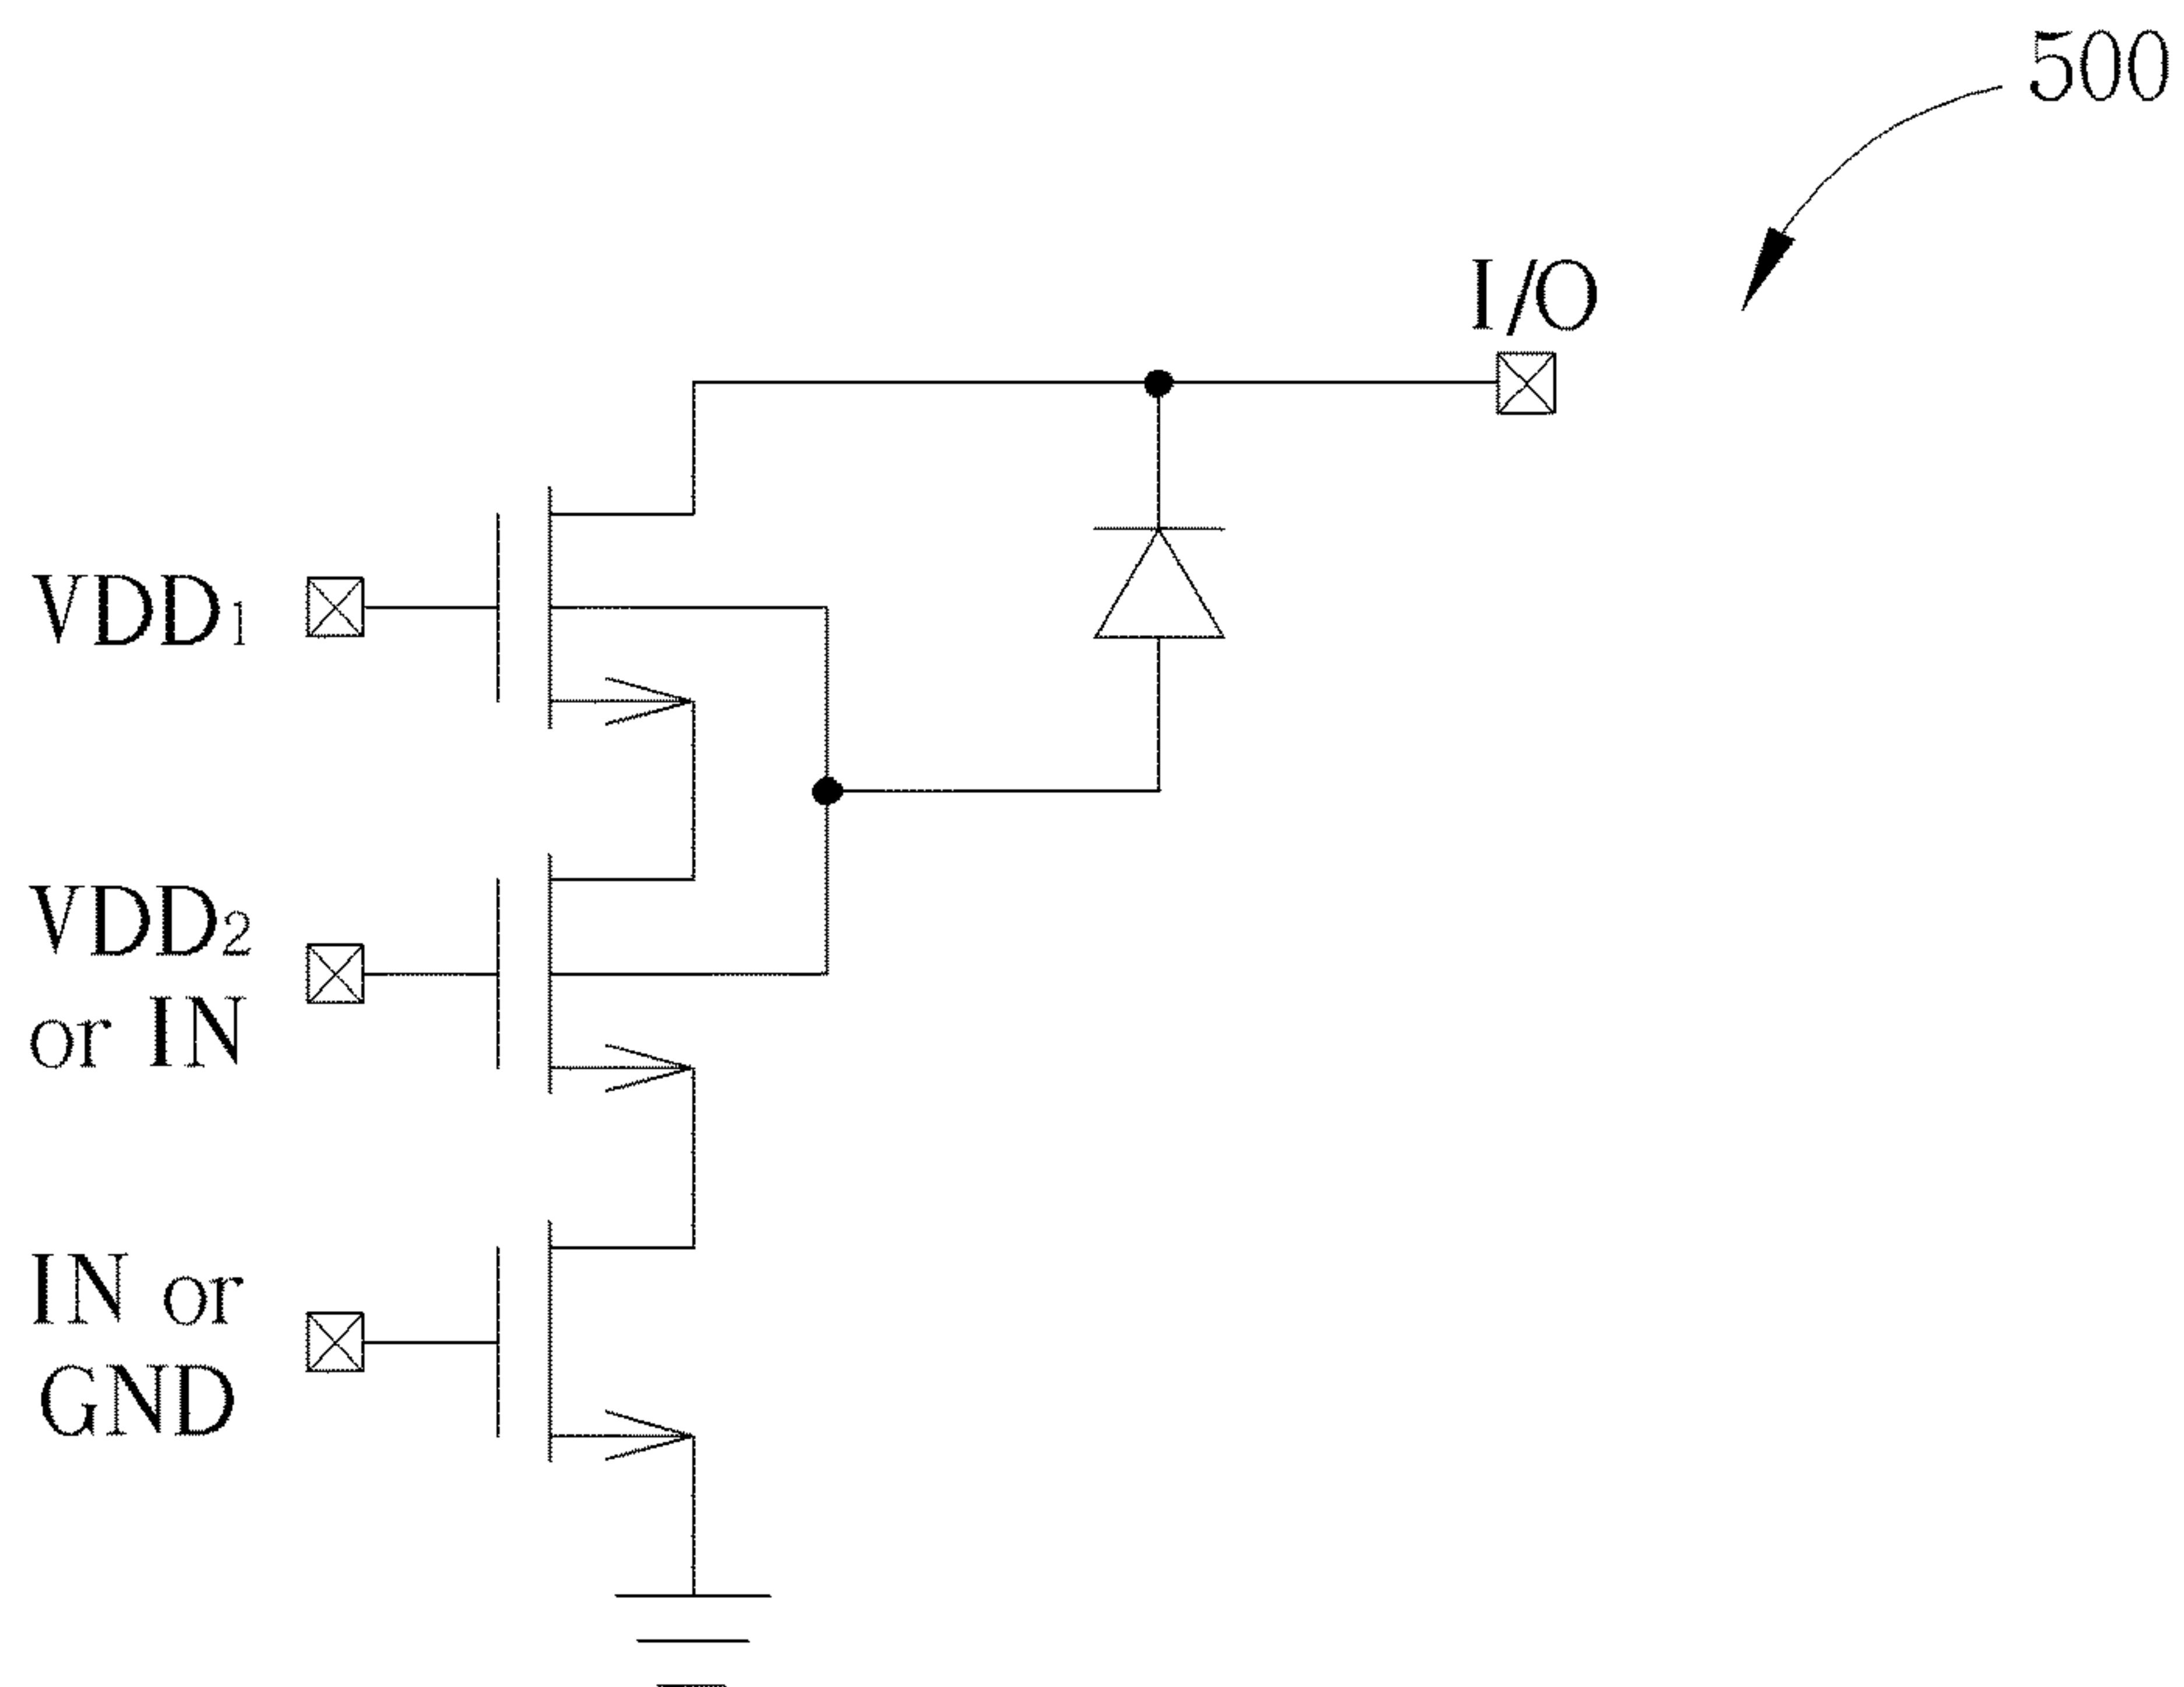 500
I/O
VDD1
VDD2
or IN
IN or
GND